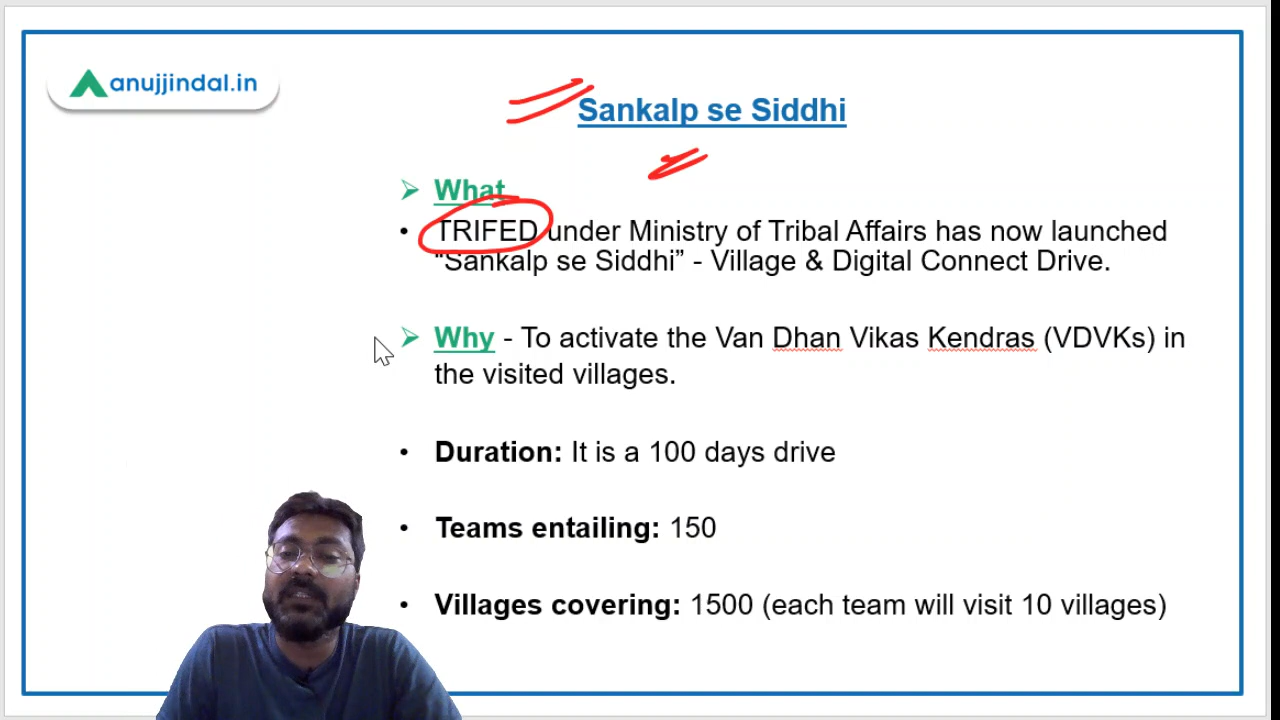 anujjindal.in
Sankalp se Siddhi
What
TRIFED under Ministry of Tribal Affairs has now launched
“Sankalp se Siddhi” - Village & Digital Connect Drive.
Why - To activate the Van Dhan Vikas Kendras (VDVKs) in
the visited villages.
• Duration: It is a 100 days drive
• Teams entailing: 150
• Villages covering: 1500 (each team will visit 10 villages)